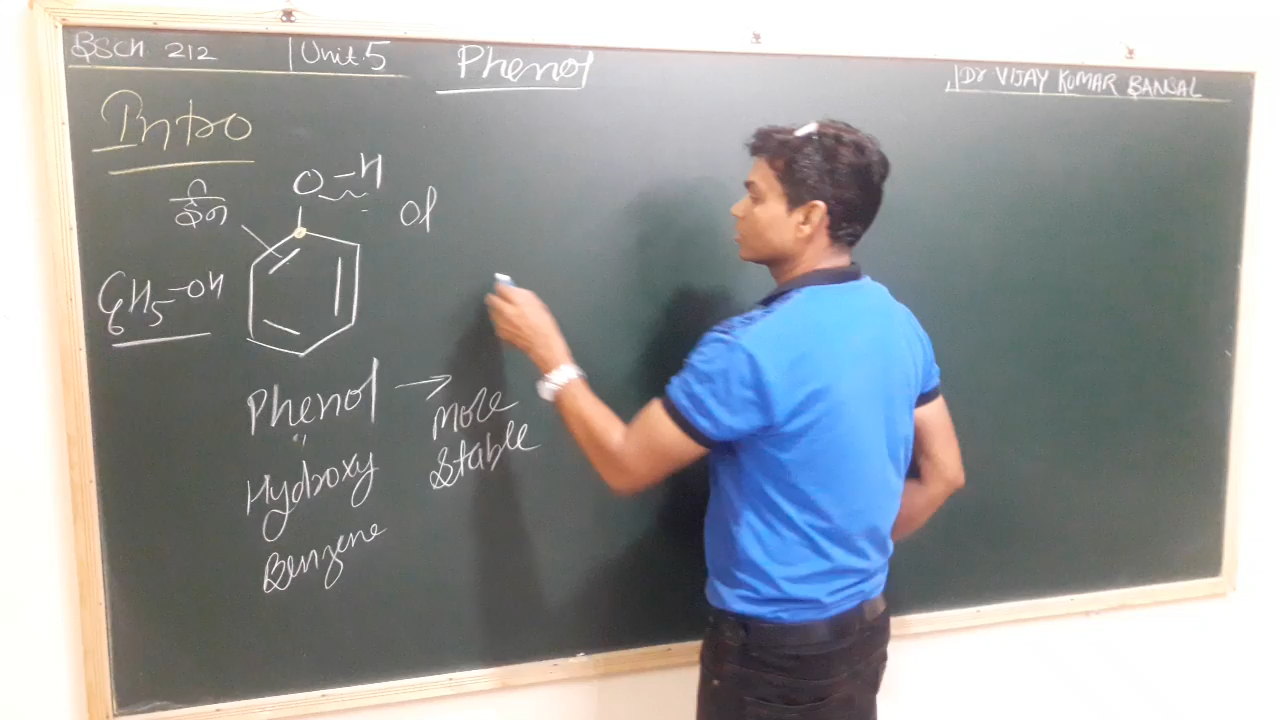 BSCH. 212 | Unit. 5
Phenol
Dr VIJAY KUMAR BANSAL
Intro
O-H
ol
C6H5-OH
Phenol → More
Stable
Hydroxy
Benzene